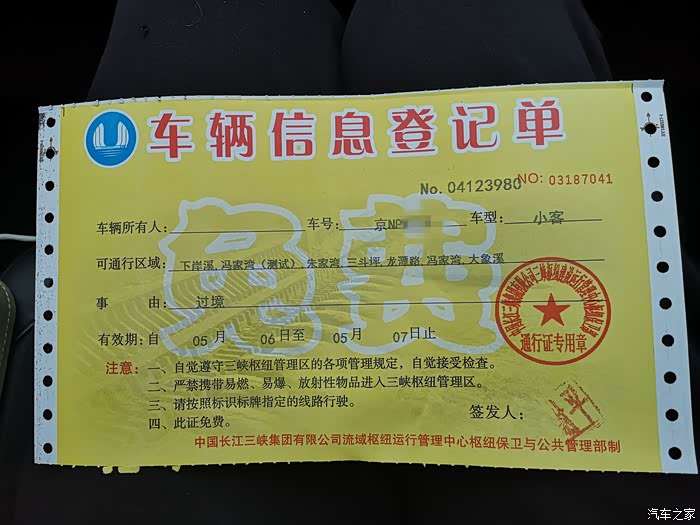 车辆信息登记单
No. 04123980 NO: 03187041
免费
车辆所有人: 车号: 京NP 车型: 小客
可通行区域: 下岸溪,冯家湾(测试),朱家湾,三斗坪,龙潭路,冯家湾,大象溪
事 由: 过境
有效期: 自 05 月 06 日至 05 月 07 日止
通行证专用章
注意: 一、自觉遵守三峡枢纽管理区的各项管理规定,自觉接受检查。
二、严禁携带易燃、易爆、放射性物品进入三峡枢纽管理区。
三、请按照标识标牌指定的线路行驶。
签发人:
四、此证免费。
中国长江三峡集团有限公司流域枢纽运行管理中心枢纽保卫与公共管理部制
汽车之家